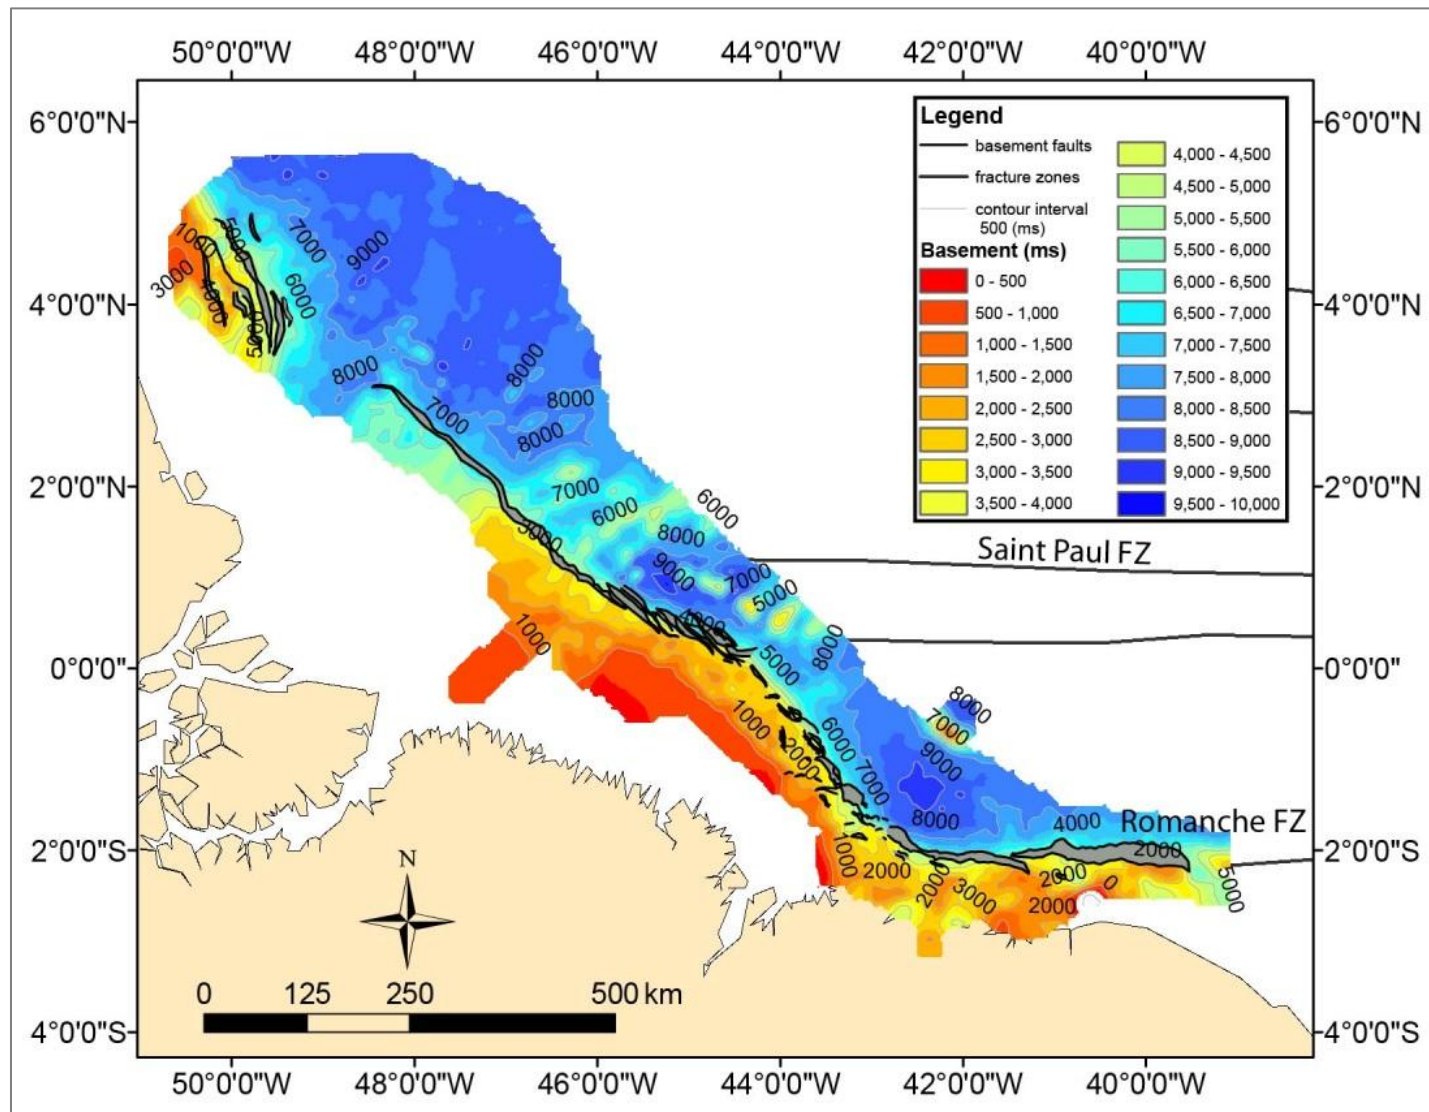 50°0'0"W 48°0'0"W 46°0'0"W 44°0'0"W 42°0'0"W 40°0'0"W
6°0'0"N
4°0'0"N
2°0'0"N
0°0'0"
2°0'0"S
4°0'0"S
6°0'0"N
4°0'0"N
2°0'0"N
0°0'0"
2°0'0"S
4°0'0"S
Legend
basement faults
fracture zones
contour interval
500 (ms)
Basement (ms)
0 - 500
500 - 1,000
1,000 - 1,500
1,500 - 2,000
2,000 - 2,500
2,500 - 3,000
3,000 - 3,500
3,500 - 4,000
4,000 - 4,500
4,500 - 5,000
5,000 - 5,500
5,500 - 6,000
6,000 - 6,500
6,500 - 7,000
7,000 - 7,500
7,500 - 8,000
8,000 - 8,500
8,500 - 9,000
9,000 - 9,500
9,500 - 10,000
1000
5000
7000
9000
3000
4000
6000
5000
8000
8000
8000
7000
8000
7000
6000
6000
3000
8000
9000
7000
5000
4000
1000
5000
8000
Saint Paul FZ
1000
2000
6000
7000
8000
7000
9000
8000
4000
Romanche FZ
1000
2000
2000
3000
2000
2000
2000
0
5000
N
0 125 250 500 km
50°0'0"W 48°0'0"W 46°0'0"W 44°0'0"W 42°0'0"W 40°0'0"W